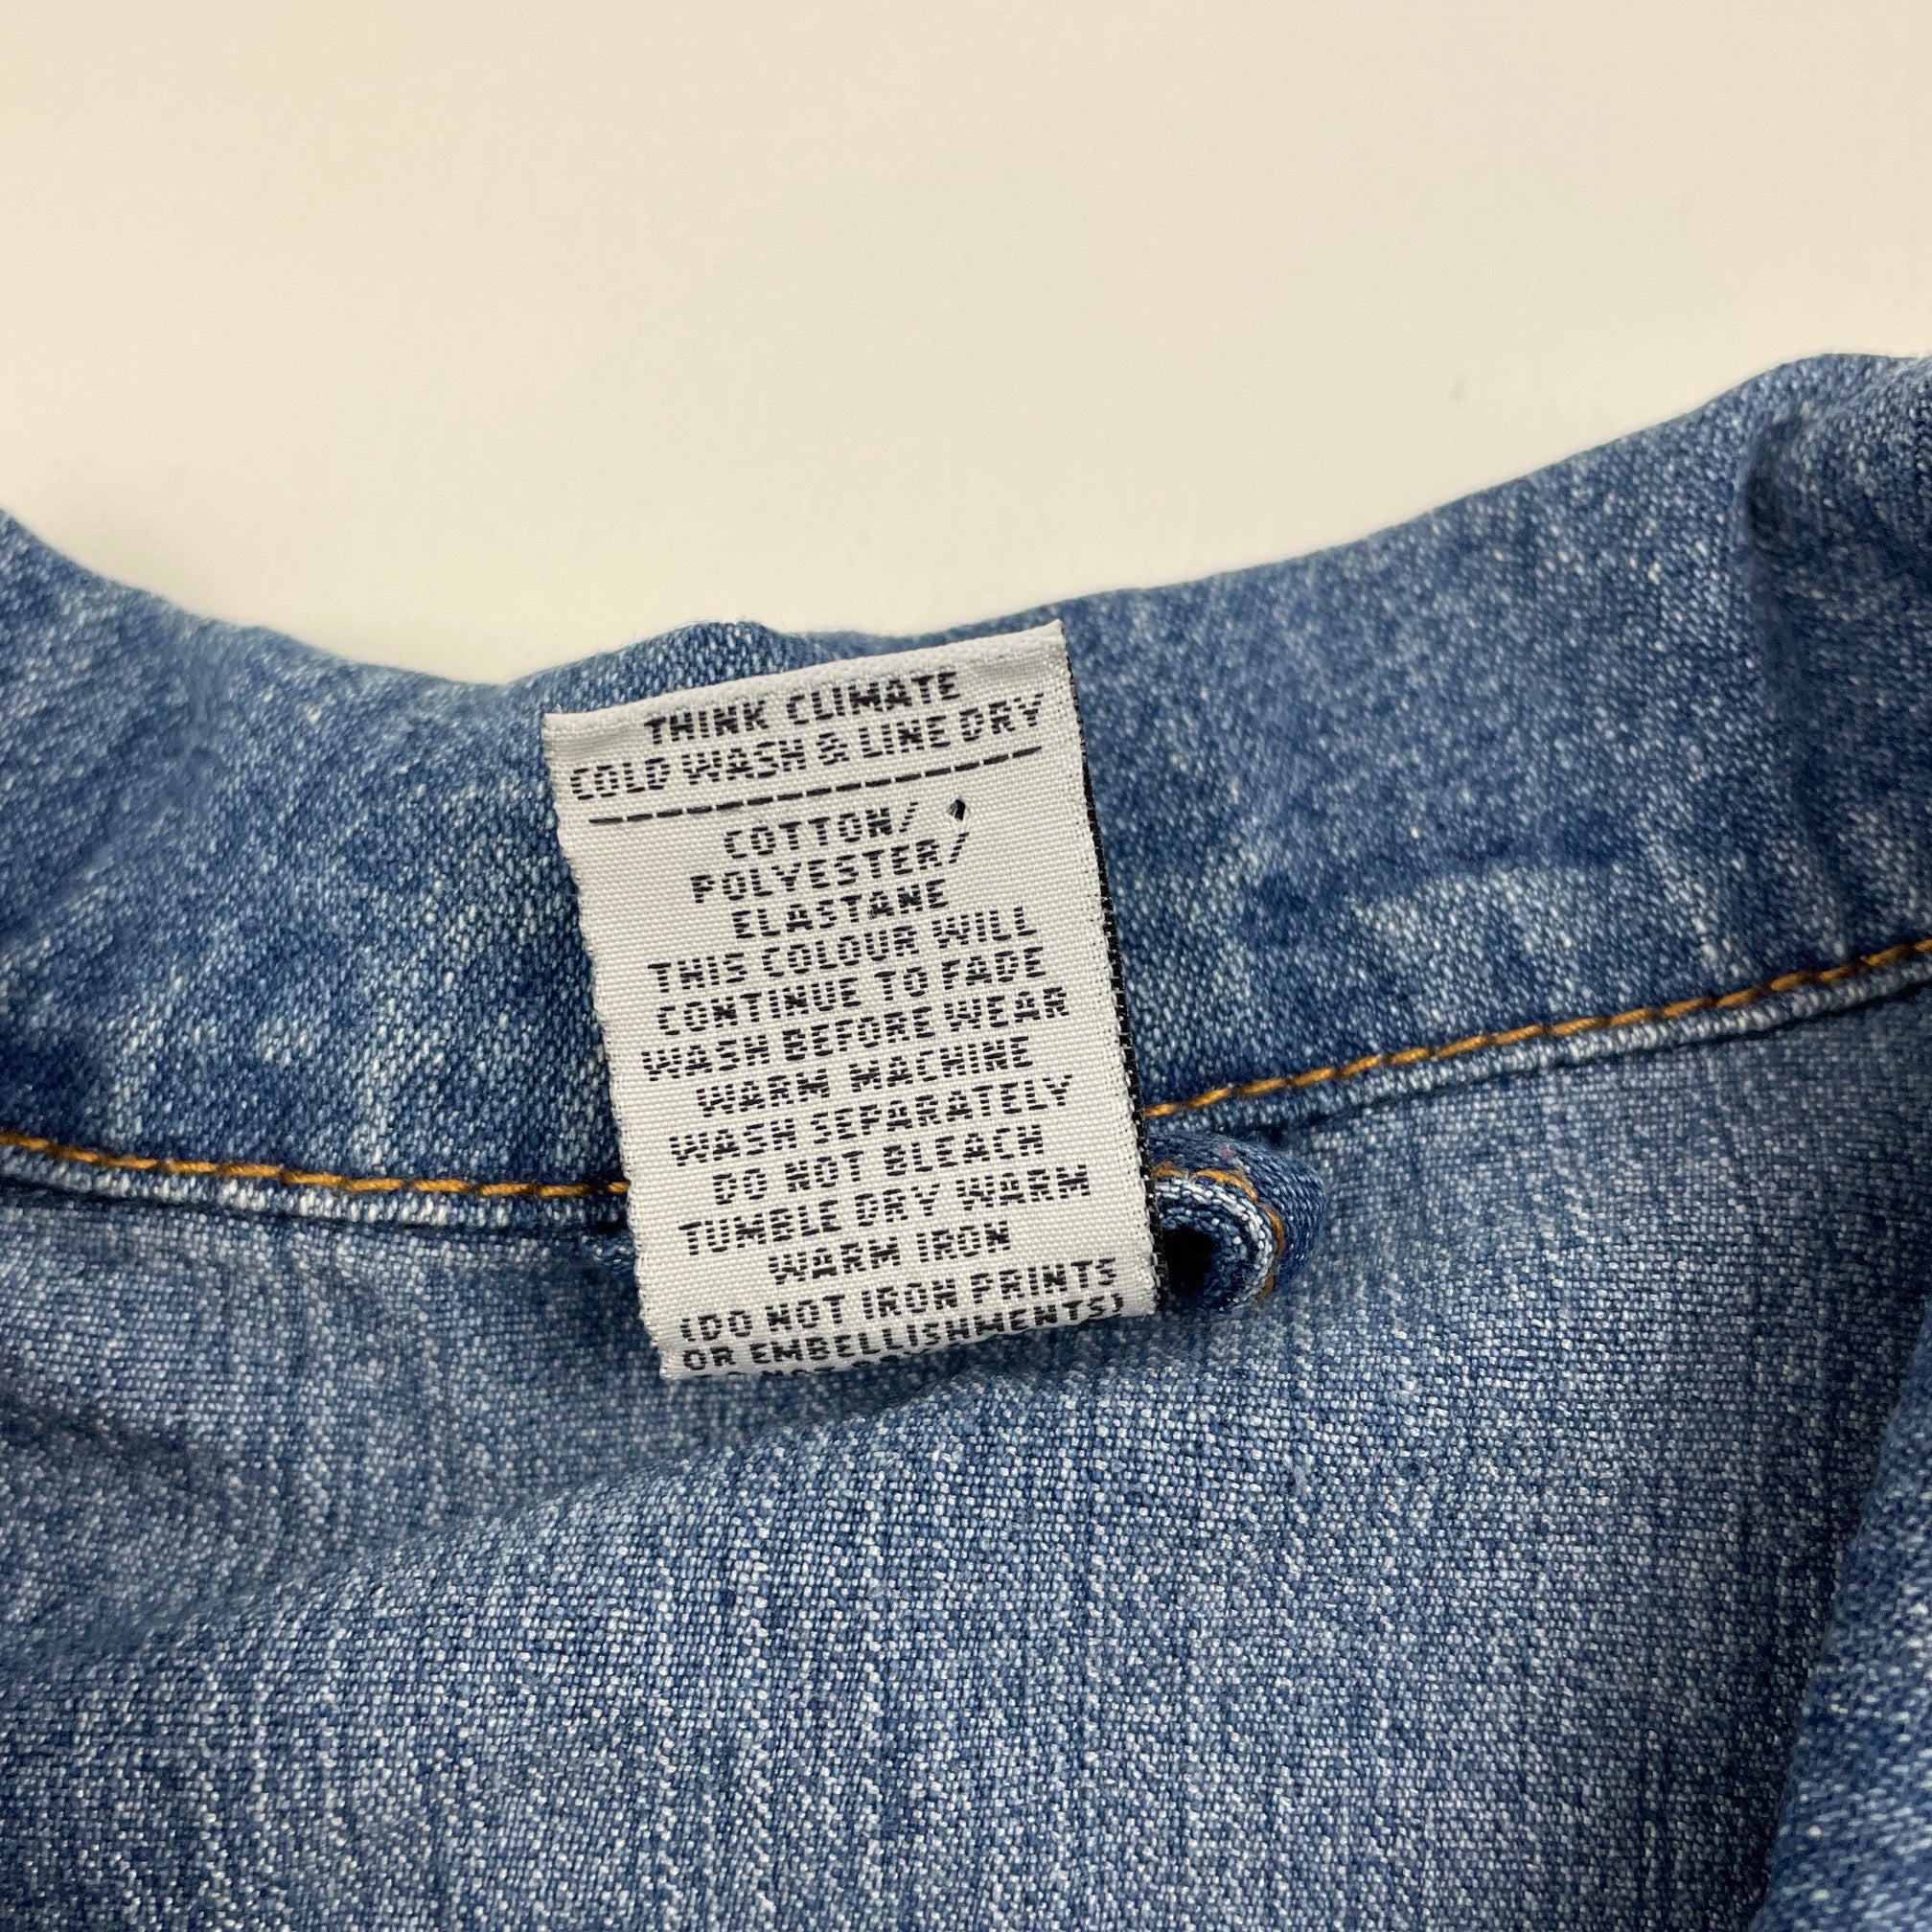 THINK CLIMATE
COLD WASH & LINE DRY
COTTON/
POLYESTER/
ELASTANE
THIS COLOUR WILL
CONTINUE TO FADE
WASH BEFORE WEAR
WARM MACHINE
WASH SEPARATELY
DO NOT BLEACH
TUMBLE DRY WARM
WARM IRON
(DO NOT IRON PRINTS
OR EMBELLISHMENTS)